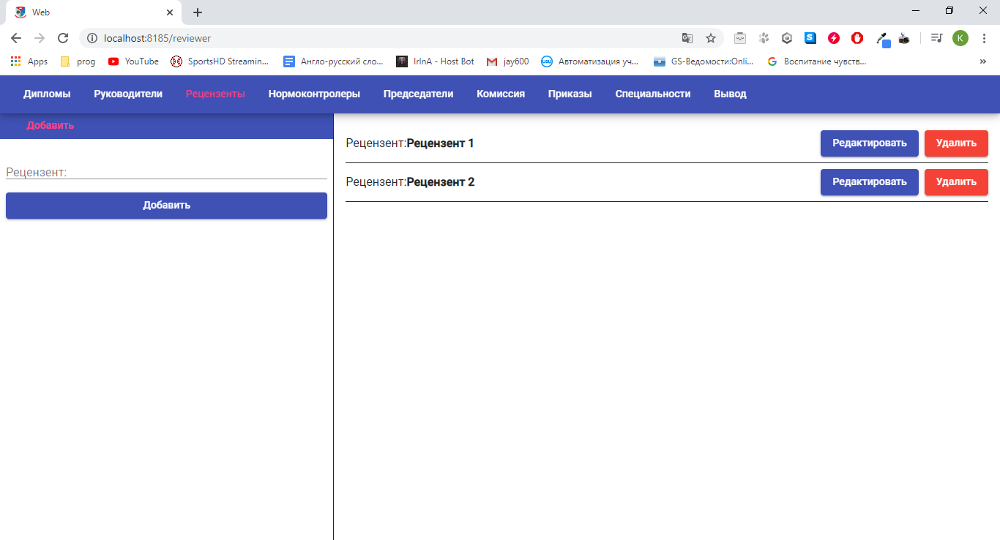 Web
localhost:8185/reviewer
K
Apps prog YouTube SportsHD Streamin... Англо-русский сло... IrInA - Host Bot jay600 Автоматизация уч... GS-Ведомости:Onli... Воспитание чувств... »
Дипломы Руководители Рецензенты Нормоконтролеры Председатели Комиссия Приказы Специальности Вывод
Добавить
Рецензент:Рецензент 1 Редактировать Удалить
Рецензент:
Рецензент:Рецензент 2 Редактировать Удалить
Добавить